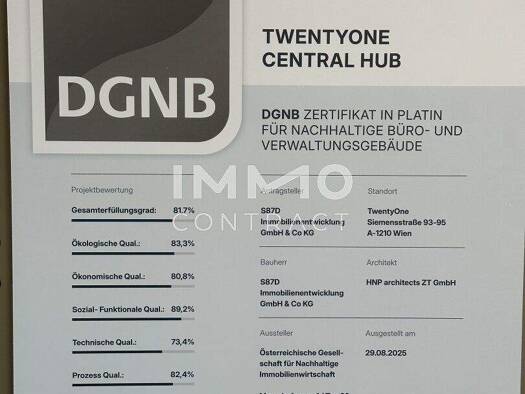 DGNB
TWENTYONE
CENTRAL HUB
DGNB ZERTIFIKAT IN PLATIN
FÜR NACHHALTIGE BÜRO- UND
VERWALTUNGSGEBÄUDE
IMMO
CONTRACT
Projektbewertung
Gesamterfüllungsgrad: 81.7%
Ökologische Qual.: 83,3%
Ökonomische Qual.: 80,8%
Sozial- Funktionale Qual.: 89,2%
Technische Qual.: 73,4%
Prozess Qual.: 82,4%
Antragsteller
S87D
Immobilienentwicklung
GmbH & Co KG
Standort
TwentyOne
Siemensstraße 93-95
A-1210 Wien
Bauherr
S87D
Immobilienentwicklung
GmbH & Co KG
Architekt
HNP architects ZT GmbH
Aussteller
Österreichische Gesell-
schaft für Nachhaltige
Immobilienwirtschaft
Ausgestellt am
29.08.2025